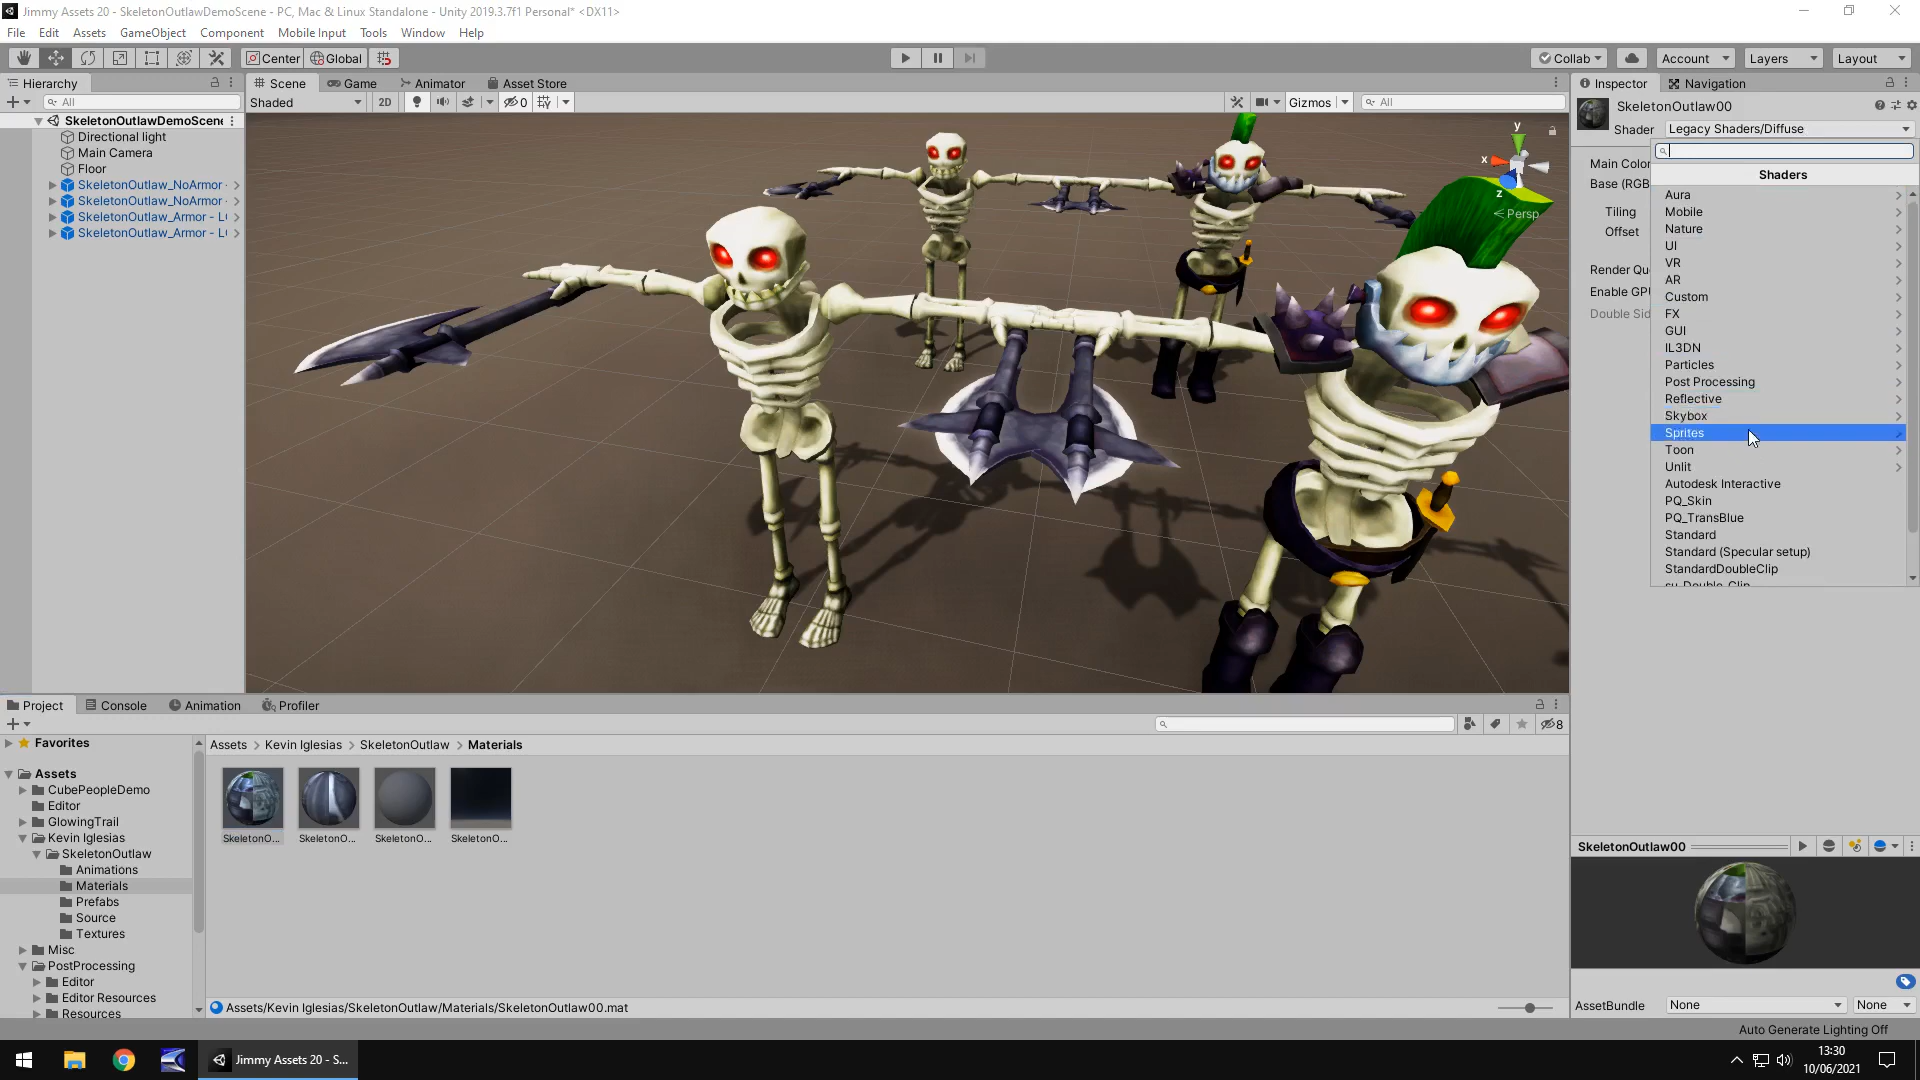 Jimmy Assets 20 - SkeletonOutlawDemoScene - PC, Mac & Linux Standalone - Unity 2019.3.7f1 Personal* <DX11>
File Edit Assets GameObject Component Mobile Input Tools Window Help
Center Global Collab Account Layers Layout
Hierarchy Scene Game Animator Asset Store Inspector Navigation
All Shaded 2D 0 Gizmos All
SkeletonOutlaw00
Shader Legacy Shaders/Diffuse
SkeletonOutlawDemoScene
Directional light
Main Camera
Floor
SkeletonOutlaw_NoArmor -
SkeletonOutlaw_NoArmor -
SkeletonOutlaw_Armor - L
SkeletonOutlaw_Armor - L
y
x
z
Persp
Main Color
Base (RGB
Tiling
Offset
Render Qu
Enable GPU
Double Sid
Shaders
Aura
Mobile
Nature
UI
VR
AR
Custom
FX
GUI
IL3DN
Particles
Post Processing
Reflective
Skybox
Sprites
Toon
Unlit
Autodesk Interactive
PQ_Skin
PQ_TransBlue
Standard
Standard (Specular setup)
StandardDoubleClip
su_Double_Clip
Project Console Animation Profiler
8
Favorites
Assets
CubePeopleDemo
Editor
GlowingTrail
Kevin Iglesias
SkeletonOutlaw
Animations
Materials
Prefabs
Source
Textures
Misc
PostProcessing
Editor
Editor Resources
Resources
Assets > Kevin Iglesias > SkeletonOutlaw > Materials
SkeletonO... SkeletonO... SkeletonO... SkeletonO...
Assets/Kevin Iglesias/SkeletonOutlaw/Materials/SkeletonOutlaw00.mat
SkeletonOutlaw00
AssetBundle None None
Auto Generate Lighting Off
Jimmy Assets 20 - S...
13:30
10/06/2021